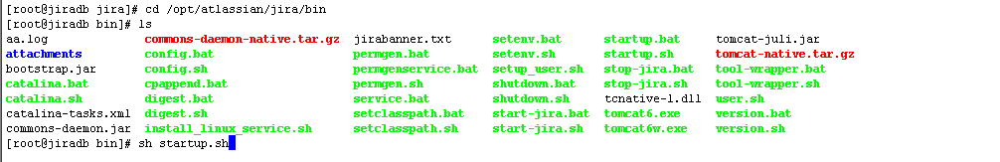 [root@jiradb jira]# cd /opt/atlassian/jira/bin
[root@jiradb bin]# ls
aa.log commons-daemon-native.tar.gz jirabanner.txt setenv.bat startup.bat tomcat-juli.jar
attachments config.bat permgen.bat setenv.sh startup.sh tomcat-native.tar.gz
bootstrap.jar config.sh permgenservice.bat setup_user.sh stop-jira.bat tool-wrapper.bat
catalina.bat cpappend.bat permgen.sh shutdown.bat stop-jira.sh tool-wrapper.sh
catalina.sh digest.bat service.bat shutdown.sh tcnative-1.dll user.sh
catalina-tasks.xml digest.sh setclasspath.bat start-jira.bat tomcat6.exe version.bat
commons-daemon.jar install_linux_service.sh setclasspath.sh start-jira.sh tomcat6w.exe version.sh
[root@jiradb bin]# sh startup.sh